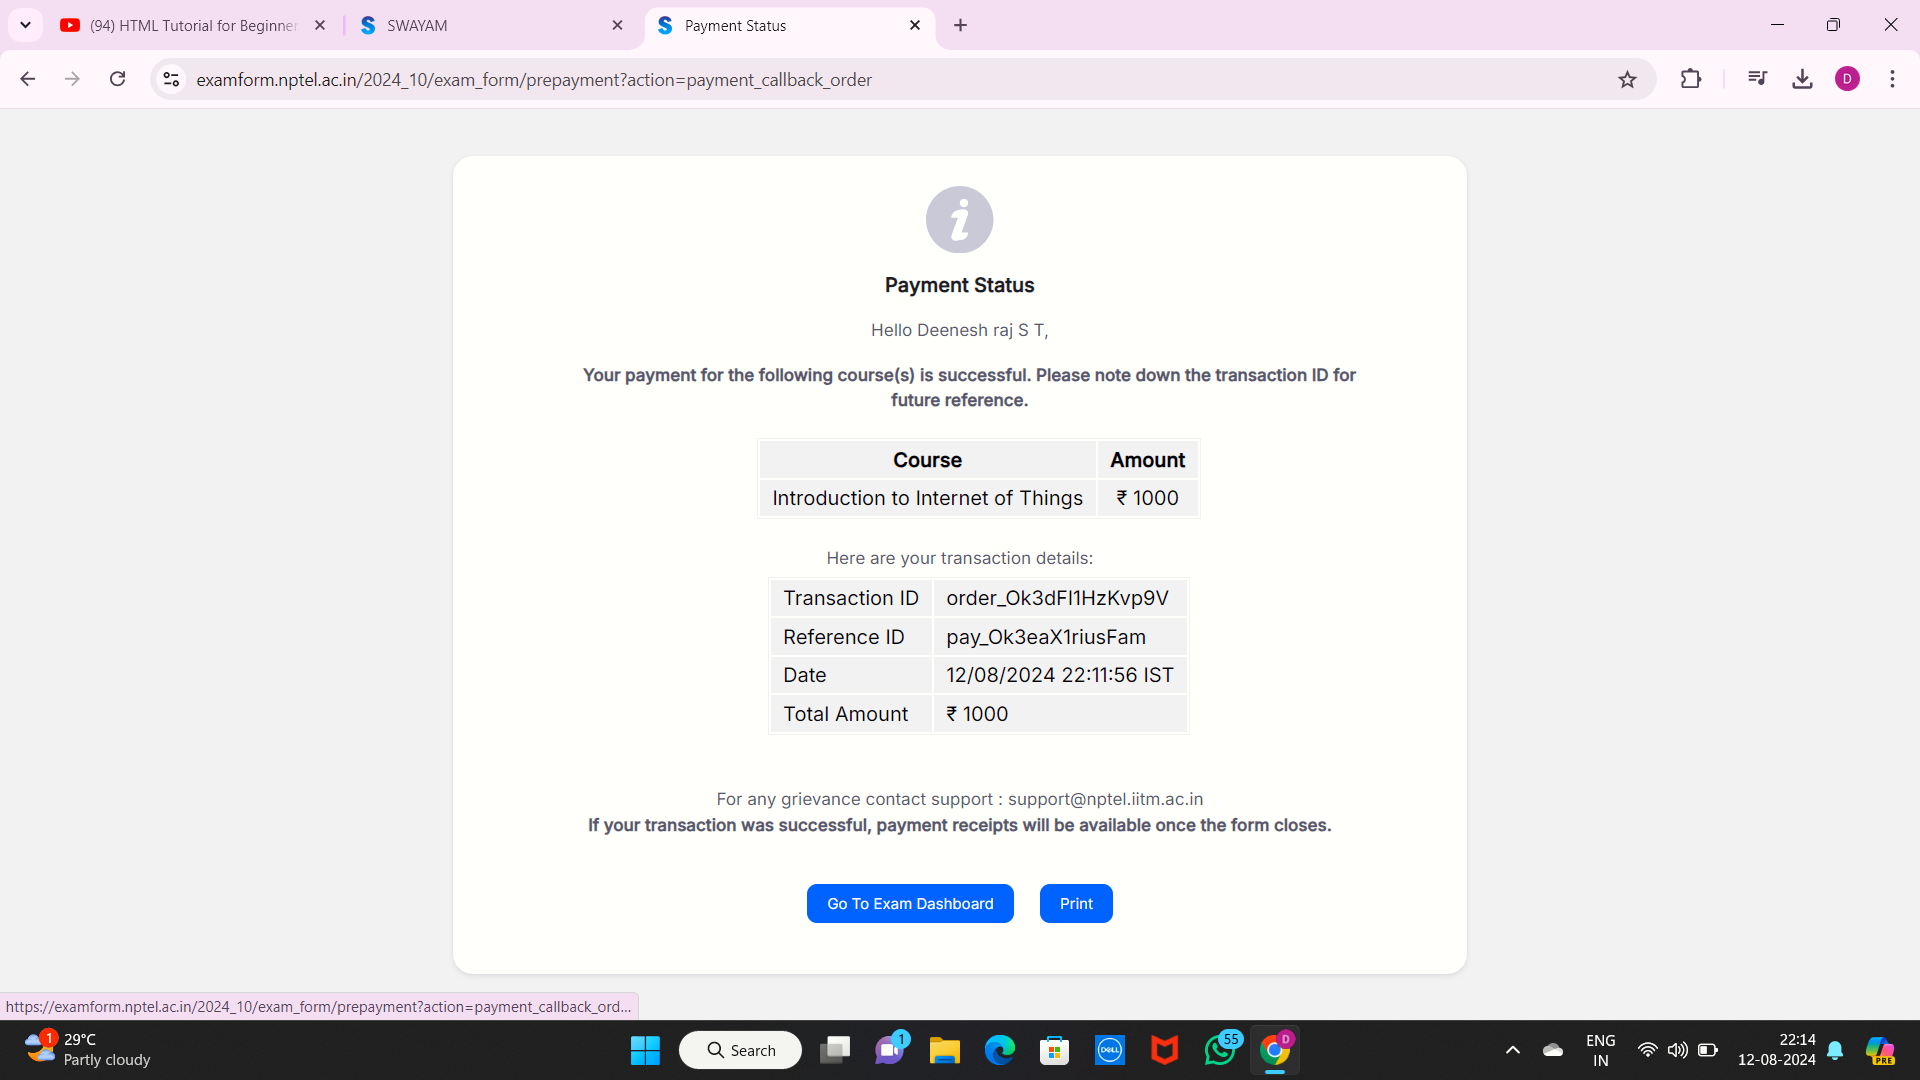 (94) HTML Tutorial for Beginner
SWAYAM
Payment Status
examform.nptel.ac.in/2024_10/exam_form/prepayment?action=payment_callback_order
D
Payment Status
Hello Deenesh raj S T,
Your payment for the following course(s) is successful. Please note down the transaction ID for
future reference.
Course Amount
Introduction to Internet of Things ₹ 1000
Here are your transaction details:
Transaction ID order_Ok3dFI1HzKvp9V
Reference ID pay_Ok3eaX1riusFam
Date 12/08/2024 22:11:56 IST
Total Amount ₹ 1000
For any grievance contact support : support@nptel.iitm.ac.in
If your transaction was successful, payment receipts will be available once the form closes.
Go To Exam Dashboard Print
https://examform.nptel.ac.in/2024_10/exam_form/prepayment?action=payment_callback_ord...
1
29°C
Partly cloudy
Search
1
DELL
55
D
ENG
IN
22:14
12-08-2024
PRE